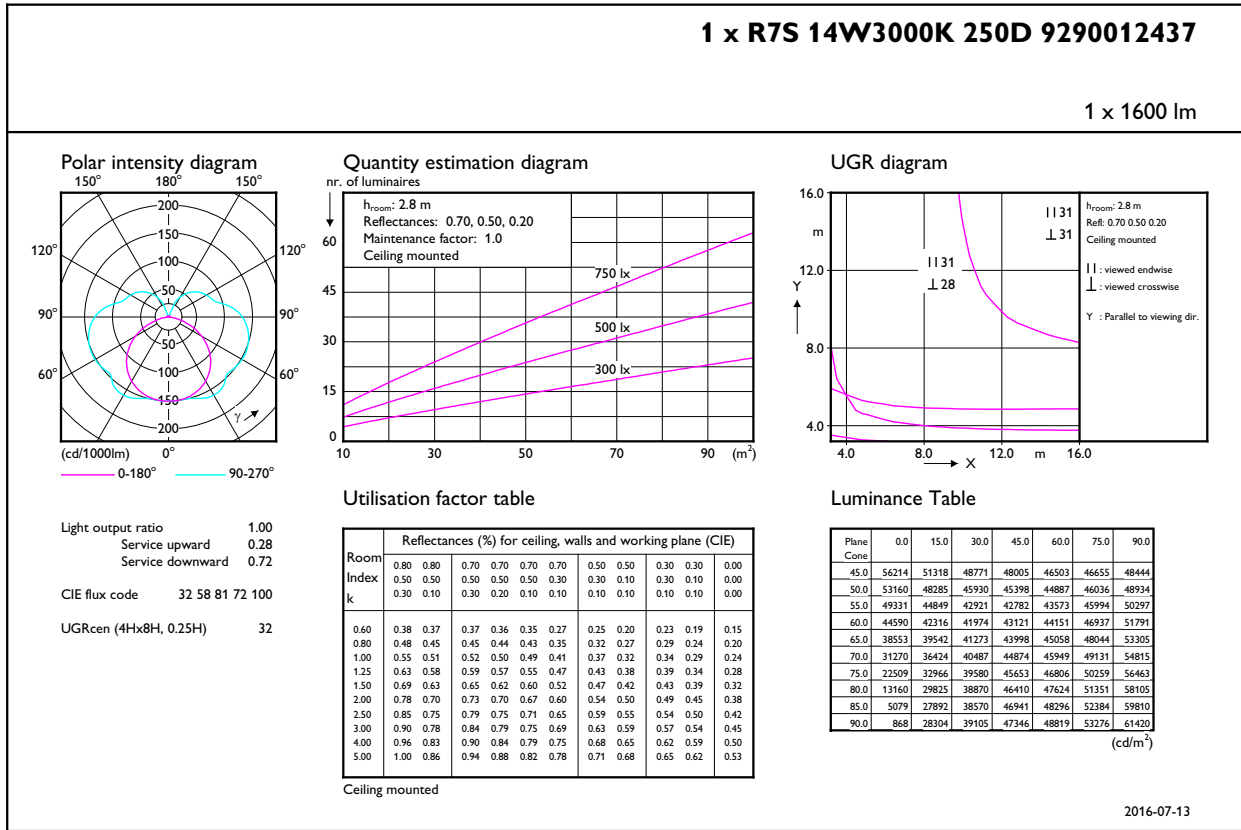 1 x R7S 14W3000K 250D 9290012437
1 x 1600 lm
Polar intensity diagram
150° 180° 150°
200
150
100
50
120° 120°
90° 90°
50
100
60° 60°
150
200
γ
(cd/1000lm) 0°
0-180° 90-270°
Light output ratio 1.00
Service upward 0.28
Service downward 0.72
CIE flux code 32 58 81 72 100
UGRcen (4Hx8H, 0.25H) 32
Quantity estimation diagram
nr. of luminaires
hroom: 2.8 m
Reflectances: 0.70, 0.50, 0.20
Maintenance factor: 1.0
Ceiling mounted
60
45
30
15
0
750 lx
500 lx
300 lx
10 30 50 70 90 (m²)
UGR diagram
16.0
m
12.0
Y
8.0
4.0
||31
⊥31
||31
⊥28
4.0 8.0 12.0 m 16.0
X
hroom: 2.8 m
Refl: 0.70 0.50 0.20
Ceiling mounted
|| : viewed endwise
⊥ : viewed crosswise
Y : Parallel to viewing dir.
Utilisation factor table
Reflectances (%) for ceiling, walls and working plane (CIE)
Room
Index
k
0.80 0.80 0.70 0.70 0.70 0.70 0.50 0.50 0.30 0.30 0.00
0.50 0.50 0.50 0.50 0.50 0.30 0.30 0.10 0.30 0.10 0.00
0.30 0.10 0.30 0.20 0.10 0.10 0.10 0.10 0.10 0.10 0.00
0.60 0.38 0.37 0.37 0.36 0.35 0.27 0.25 0.20 0.23 0.19 0.15
0.80 0.48 0.45 0.45 0.44 0.43 0.35 0.32 0.27 0.29 0.24 0.20
1.00 0.55 0.51 0.52 0.50 0.49 0.41 0.37 0.32 0.34 0.29 0.24
1.25 0.63 0.58 0.59 0.57 0.55 0.47 0.43 0.38 0.39 0.34 0.28
1.50 0.69 0.63 0.65 0.62 0.60 0.52 0.47 0.42 0.43 0.39 0.32
2.00 0.78 0.70 0.73 0.70 0.67 0.60 0.54 0.50 0.49 0.45 0.38
2.50 0.85 0.75 0.79 0.75 0.71 0.65 0.59 0.55 0.54 0.50 0.42
3.00 0.90 0.78 0.84 0.79 0.75 0.69 0.63 0.59 0.57 0.54 0.45
4.00 0.96 0.83 0.90 0.84 0.79 0.75 0.68 0.65 0.62 0.59 0.50
5.00 1.00 0.86 0.94 0.88 0.82 0.78 0.71 0.68 0.65 0.62 0.53
Ceiling mounted
Luminance Table
Plane 0.0 15.0 30.0 45.0 60.0 75.0 90.0
Cone
45.0 56214 51318 48771 48005 46503 46655 48444
50.0 53160 48285 45930 45398 44887 46036 48934
55.0 49331 44849 42921 42782 43573 45994 50297
60.0 44590 42316 41974 43121 44151 46937 51791
65.0 38553 39542 41273 43998 45058 48044 53305
70.0 31270 36424 40487 44874 45949 49131 54815
75.0 22509 32966 39580 45653 46806 50259 56463
80.0 13160 29825 38870 46410 47624 51351 58105
85.0 5079 27892 38570 46941 48296 52384 59810
90.0 868 28304 39105 47346 48819 53276 61420
(cd/m²)
2016-07-13